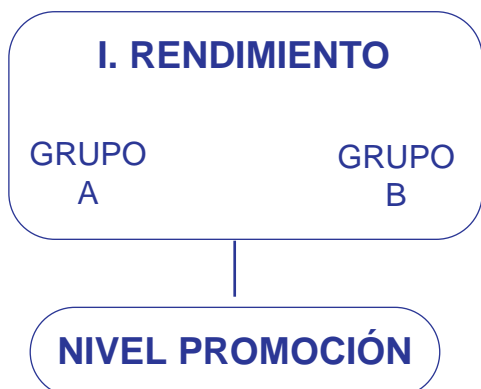 I. RENDIMIENTO
GRUPO GRUPO
A B
NIVEL PROMOCIÓN